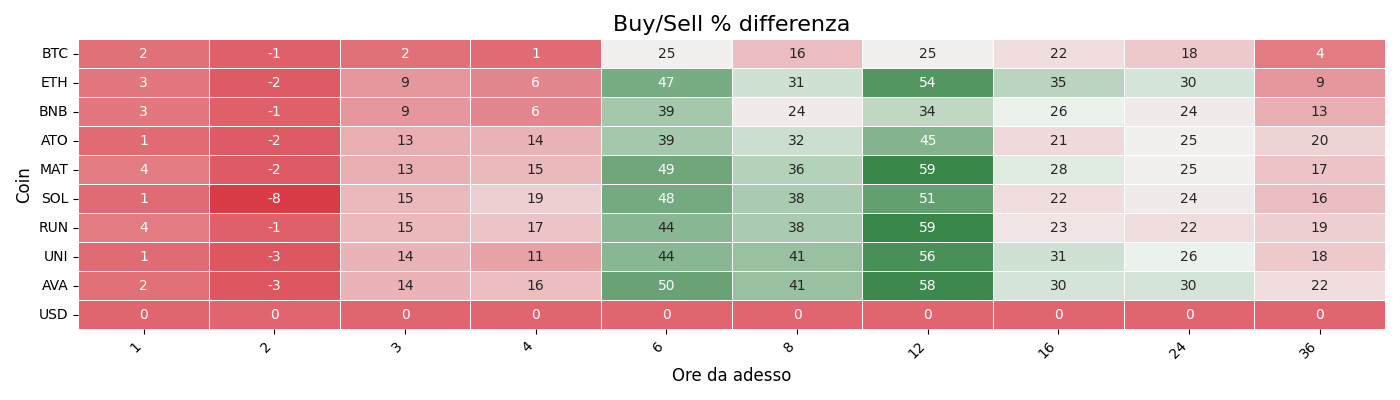 Buy/Sell % differenza
Coin
BTC 2 -1 2 1 25 16 25 22 18 4
ETH 3 -2 9 6 47 31 54 35 30 9
BNB 3 -1 9 6 39 24 34 26 24 13
ATO 1 -2 13 14 39 32 45 21 25 20
MAT 4 -2 13 15 49 36 59 28 25 17
SOL 1 -8 15 19 48 38 51 22 24 16
RUN 4 -1 15 17 44 38 59 23 22 19
UNI 1 -3 14 11 44 41 56 31 26 18
AVA 2 -3 14 16 50 41 58 30 30 22
USD 0 0 0 0 0 0 0 0 0 0
1 2 3 4 6 8 12 16 24 36
Ore da adesso